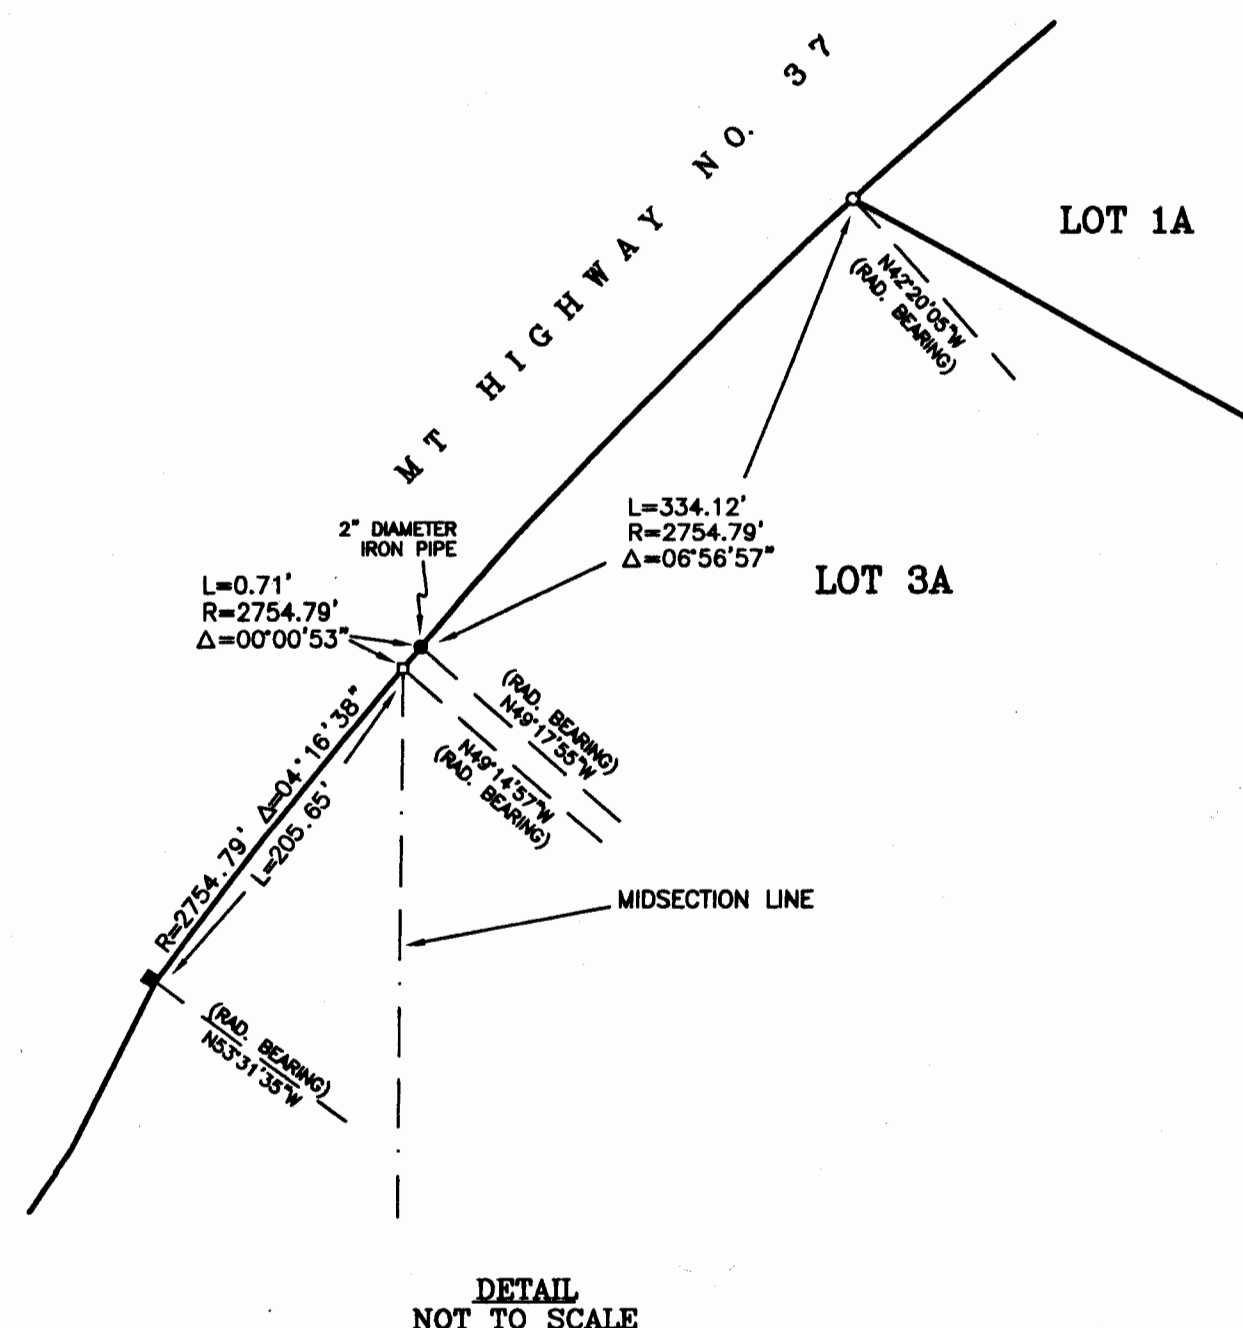 MT HIGHWAY NO. 37
LOT 1A
N42°20'05"W
(RAD. BEARING)
L=334.12'
R=2754.79'
Δ=06°56'57"
2" DIAMETER
IRON PIPE
LOT 3A
L=0.71'
R=2754.79'
Δ=00°00'53"
(RAD. BEARING)
N49°17'55"W
N49°14'57"W
(RAD. BEARING)
R=2754.79' Δ=04°16'38"
L=205.65'
MIDSECTION LINE
(RAD. BEARING)
N53°31'35"W
DETAIL
NOT TO SCALE